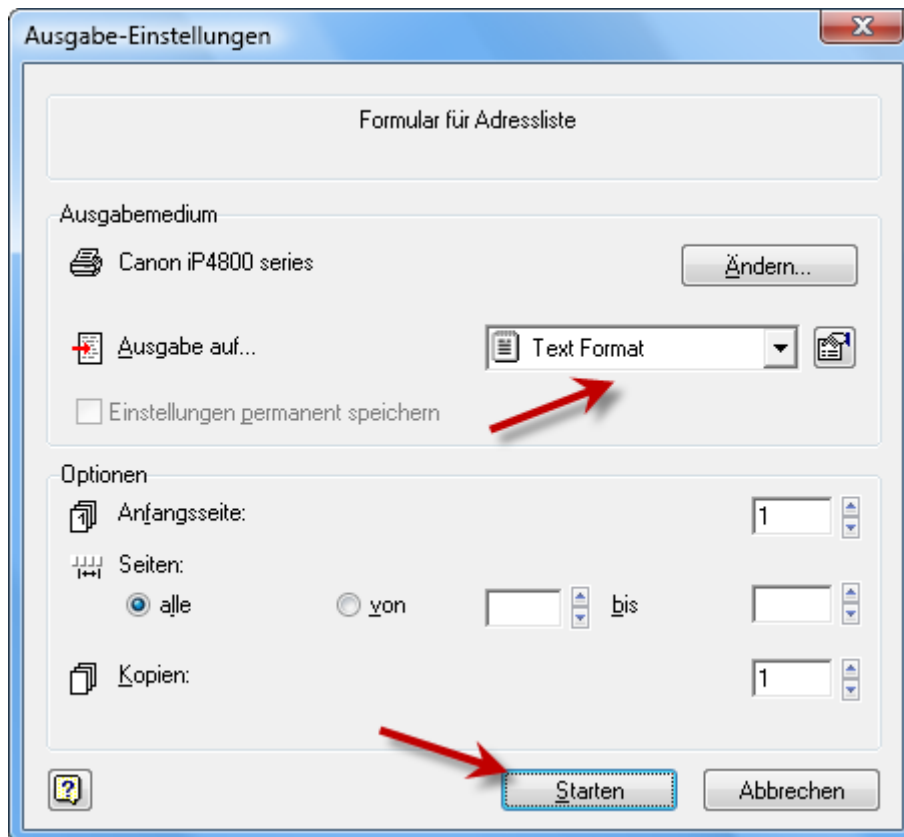 Ausgabe-Einstellungen
Formular für Adressliste
Ausgabemedium
Canon iP4800 series
Ändern...
Ausgabe auf...
Text Format
Einstellungen permanent speichern
Optionen
Anfangsseite:
1
Seiten:
alle
von
bis
Kopien:
1
Starten
Abbrechen